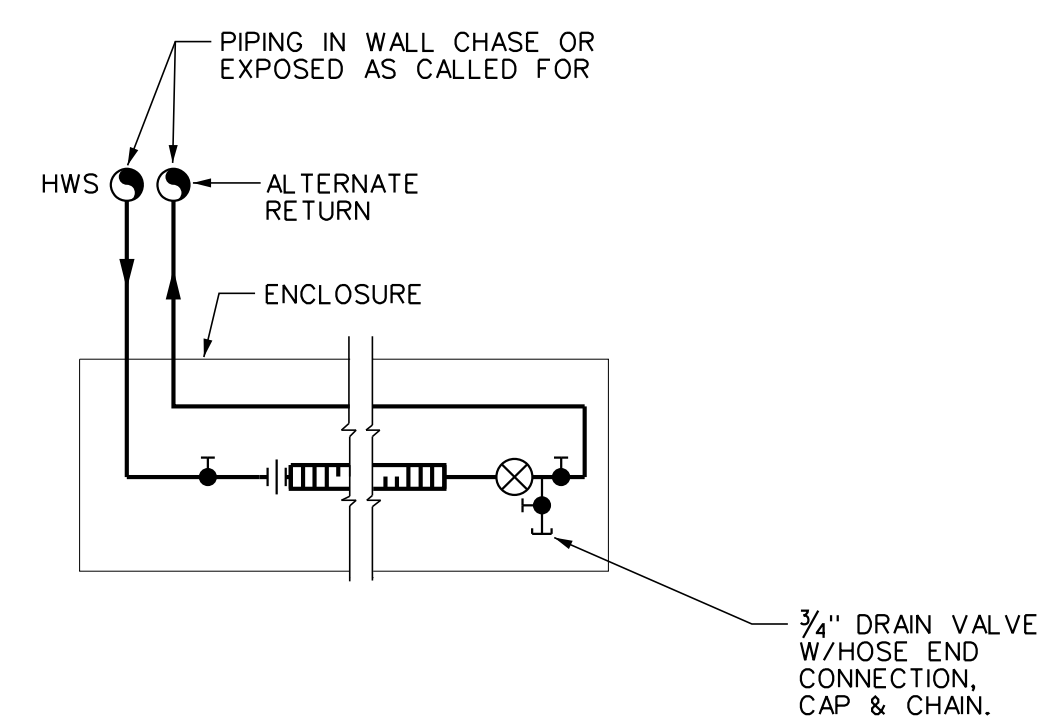 PIPING IN WALL CHASE OR
EXPOSED AS CALLED FOR
HWS
ALTERNATE
RETURN
ENCLOSURE
3/4" DRAIN VALVE
W/HOSE END
CONNECTION,
CAP & CHAIN.